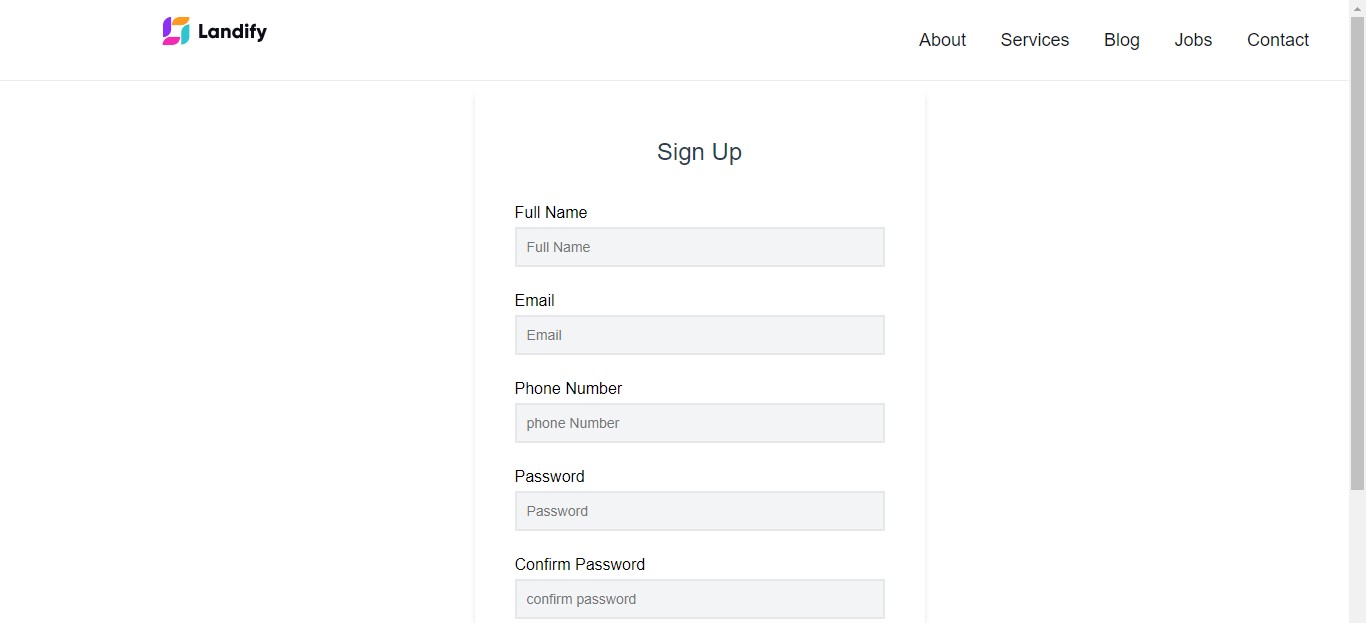 Landify
About Services Blog Jobs Contact
Sign Up
Full Name
Full Name
Email
Email
Phone Number
phone Number
Password
Password
Confirm Password
confirm password